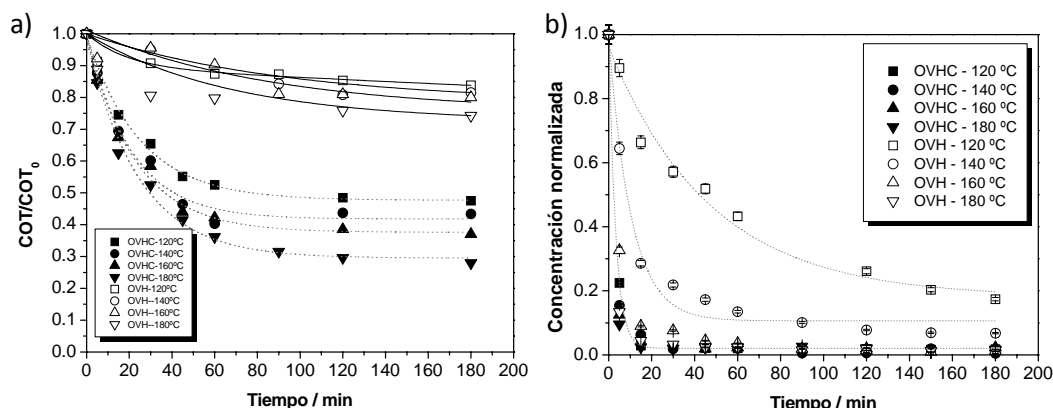 a)
COT/COT0
1.0
0.9
0.8
0.7
0.6
0.5
0.4
0.3
0.2
0.1
0.0
OVHC-120ºC
OVHC-140ºC
OVHC-160ºC
OVHC-180ºC
OVH-120ºC
OVH--140ºC
OVH--160ºC
OVH--180ºC
0 20 40 60 80 100 120 140 160 180 200
Tiempo / min
b)
Concentración normalizada
1.0
0.8
0.6
0.4
0.2
0.0
OVHC - 120 ºC
OVHC - 140 ºC
OVHC - 160 ºC
OVHC - 180 ºC
OVH - 120 ºC
OVH - 140 ºC
OVH - 160 ºC
OVH - 180 ºC
0 20 40 60 80 100 120 140 160 180 200
Tiempo / min